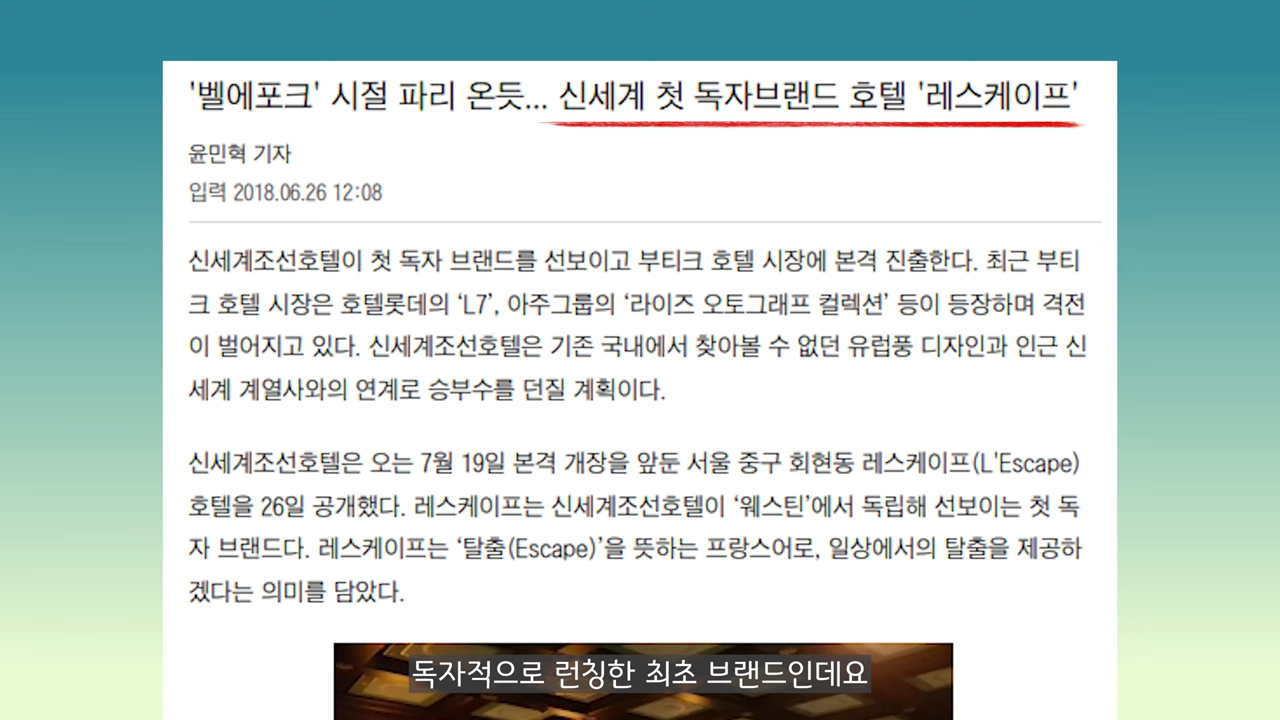 '벨에포크' 시절 파리 온듯... 신세계 첫 독자브랜드 호텔 '레스케이프'
윤민혁 기자
입력 2018.06.26 12:08
신세계조선호텔이 첫 독자 브랜드를 선보이고 부티크 호텔 시장에 본격 진출한다. 최근 부티
크 호텔 시장은 호텔롯데의 ‘L7’, 아주그룹의 ‘라이즈 오토그래프 컬렉션’ 등이 등장하며 격전
이 벌어지고 있다. 신세계조선호텔은 기존 국내에서 찾아볼 수 없던 유럽풍 디자인과 인근 신
세계 계열사와의 연계로 승부수를 던질 계획이다.
신세계조선호텔은 오는 7월 19일 본격 개장을 앞둔 서울 중구 회현동 레스케이프(L'Escape)
호텔을 26일 공개했다. 레스케이프는 신세계조선호텔이 ‘웨스틴’에서 독립해 선보이는 첫 독
자 브랜드다. 레스케이프는 ‘탈출(Escape)’을 뜻하는 프랑스어로, 일상에서의 탈출을 제공하
겠다는 의미를 담았다.
독자적으로 런칭한 최초 브랜드인데요